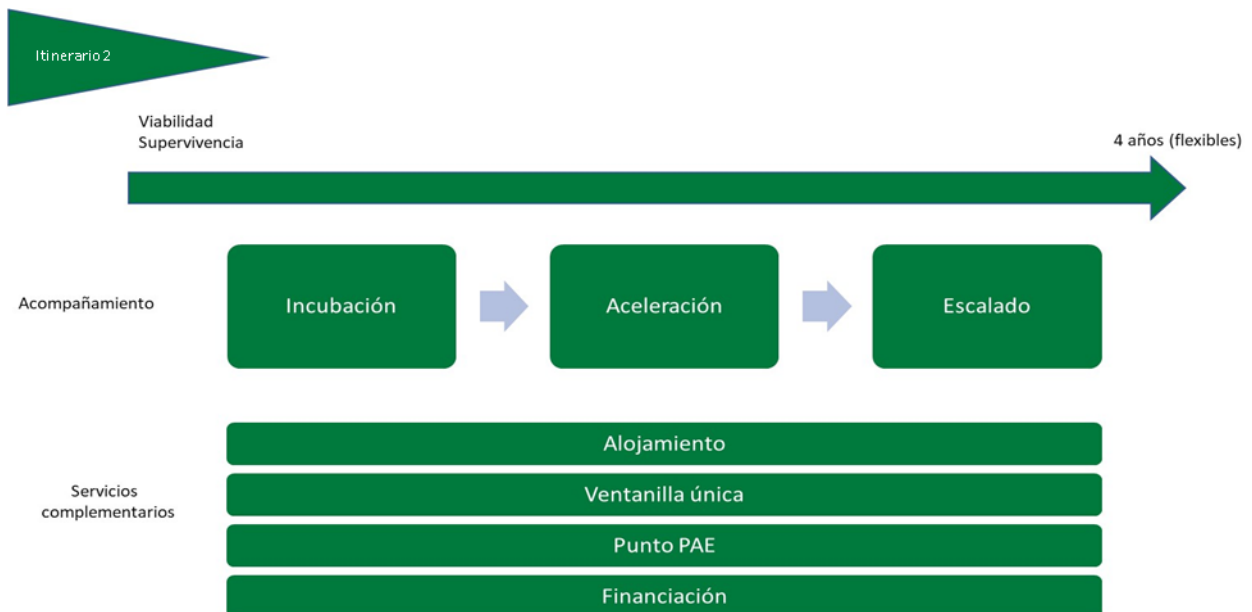 Itinerario 2
Viabilidad
Supervivencia
4 años (flexibles)
Acompañamiento
Incubación
Aceleración
Escalado
Servicios
complementarios
Alojamiento
Ventanilla única
Punto PAE
Financiación